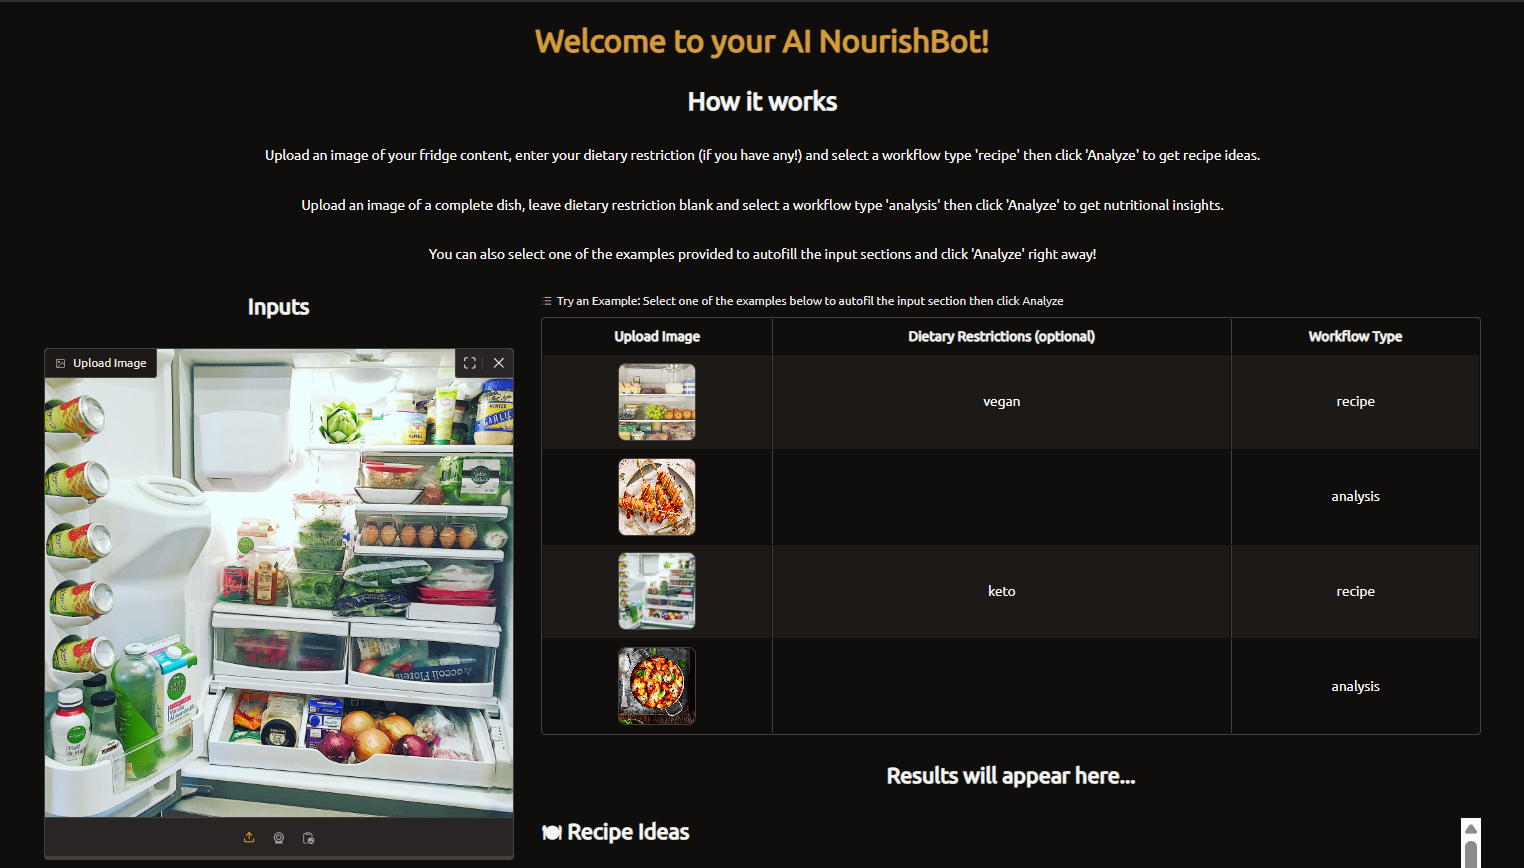 Welcome to your AI NourishBot!
How it works
Upload an image of your fridge content, enter your dietary restriction (if you have any!) and select a workflow type 'recipe' then click 'Analyze' to get recipe ideas.
Upload an image of a complete dish, leave dietary restriction blank and select a workflow type 'analysis' then click 'Analyze' to get nutritional insights.
You can also select one of the examples provided to autofill the input sections and click 'Analyze' right away!
Inputs
Upload Image
GARLIC
Broccoli Florets
Try an Example: Select one of the examples below to autofil the input section then click Analyze
Upload Image Dietary Restrictions (optional) Workflow Type
vegan recipe
analysis
keto recipe
analysis
Results will appear here...
Recipe Ideas